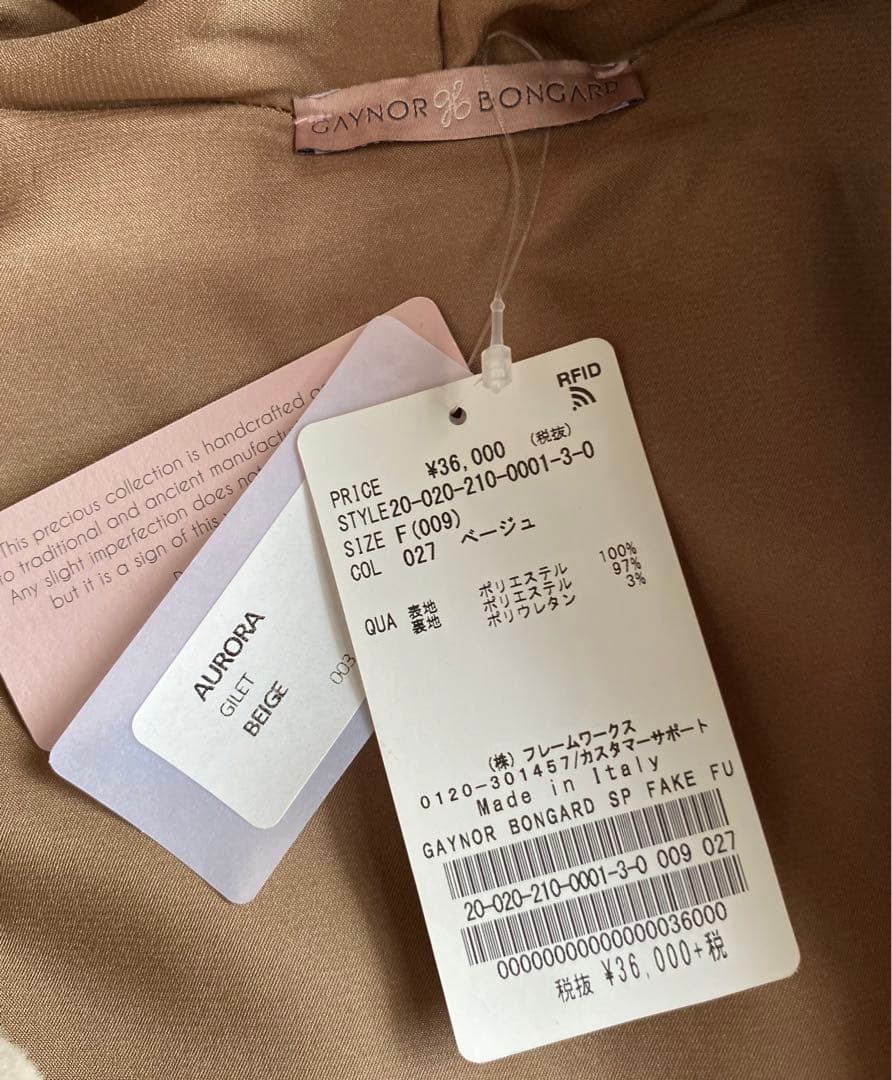 GAYNOR BONGARD
This precious collection is handcrafted
to traditional and ancient
Any slight imperfection does
but it is a sign of this
AURORA
GILET
BEIGE
003
RFID
PRICE ¥36,000 (税抜)
STYLE20-020-210-0001-3-0
SIZE F(009)
COL 027 ベージュ
QUA 表地 ポリエステル 100%
裏地 ポリエステル 97%
ポリウレタン 3%
(株) フレームワークス
0120-301457/カスタマーサポート
Made in Italy
GAYNOR BONGARD SP FAKE FU
20-020-210-0001-3-0 009 027
00000000000000036000
税抜 ¥36,000+税